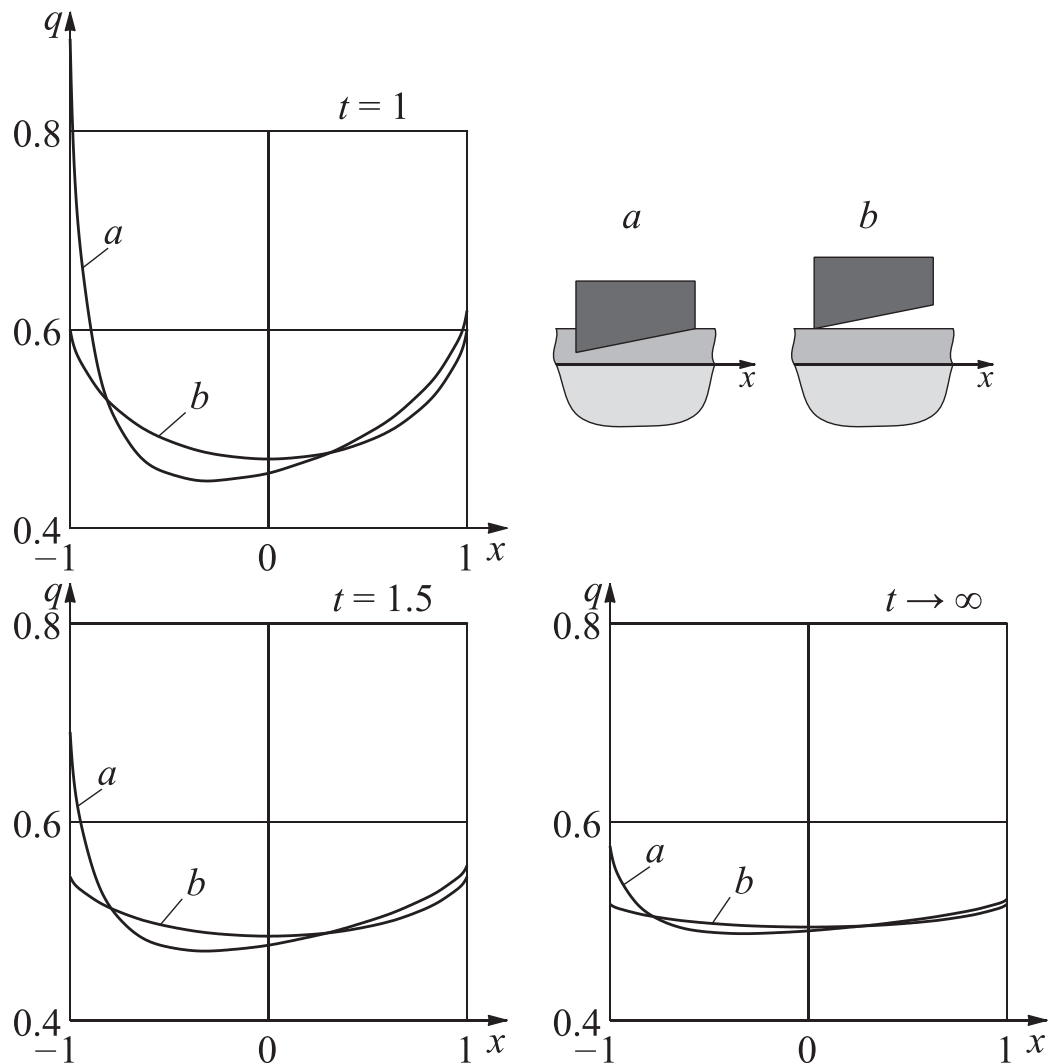 q
t = 1
0.8
a
0.6
b
0.4
−1 0 1 x
a b
x x
q
t = 1.5
0.8
a
0.6
b
0.4
−1 0 1 x
q
t → ∞
0.8
0.6
a
b
0.4
−1 0 1 x